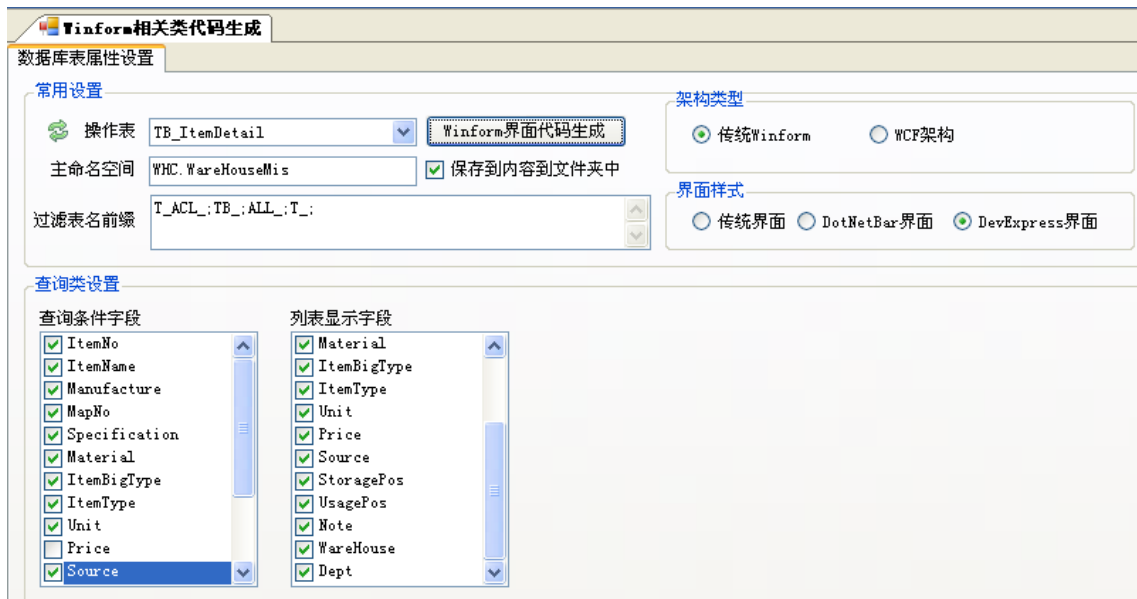 Winform相关类代码生成
数据库表属性设置
常用设置
操作表
TB_ItemDetail
Winform界面代码生成
主命名空间
WHC.WareHouseMis
保存到内容到文件夹中
过滤表名前缀
T_ACL_;TB_;ALL_;T_;
架构类型
传统Winform
WCF架构
界面样式
传统界面
DotNetBar界面
DevExpress界面
查询类设置
查询条件字段
ItemNo
ItemName
Manufacture
MapNo
Specification
Material
ItemBigType
ItemType
Unit
Price
Source
列表显示字段
Material
ItemBigType
ItemType
Unit
Price
Source
StoragePos
UsagePos
Note
WareHouse
Dept